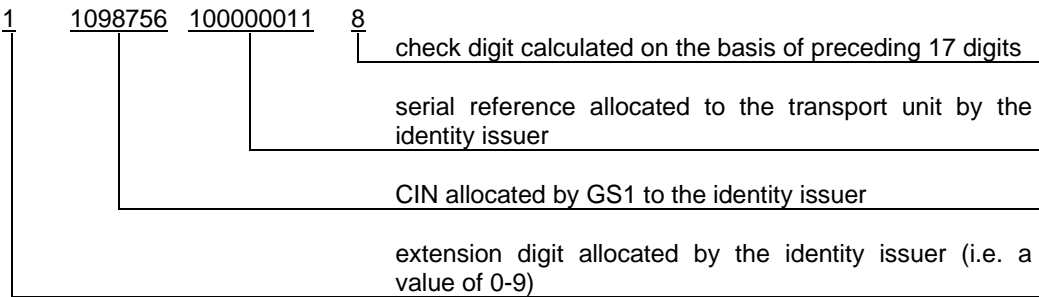 1 1098756 100000011 8
check digit calculated on the basis of preceding 17 digits
serial reference allocated to the transport unit by the
identity issuer
CIN allocated by GS1 to the identity issuer
extension digit allocated by the identity issuer (i.e. a
value of 0-9)